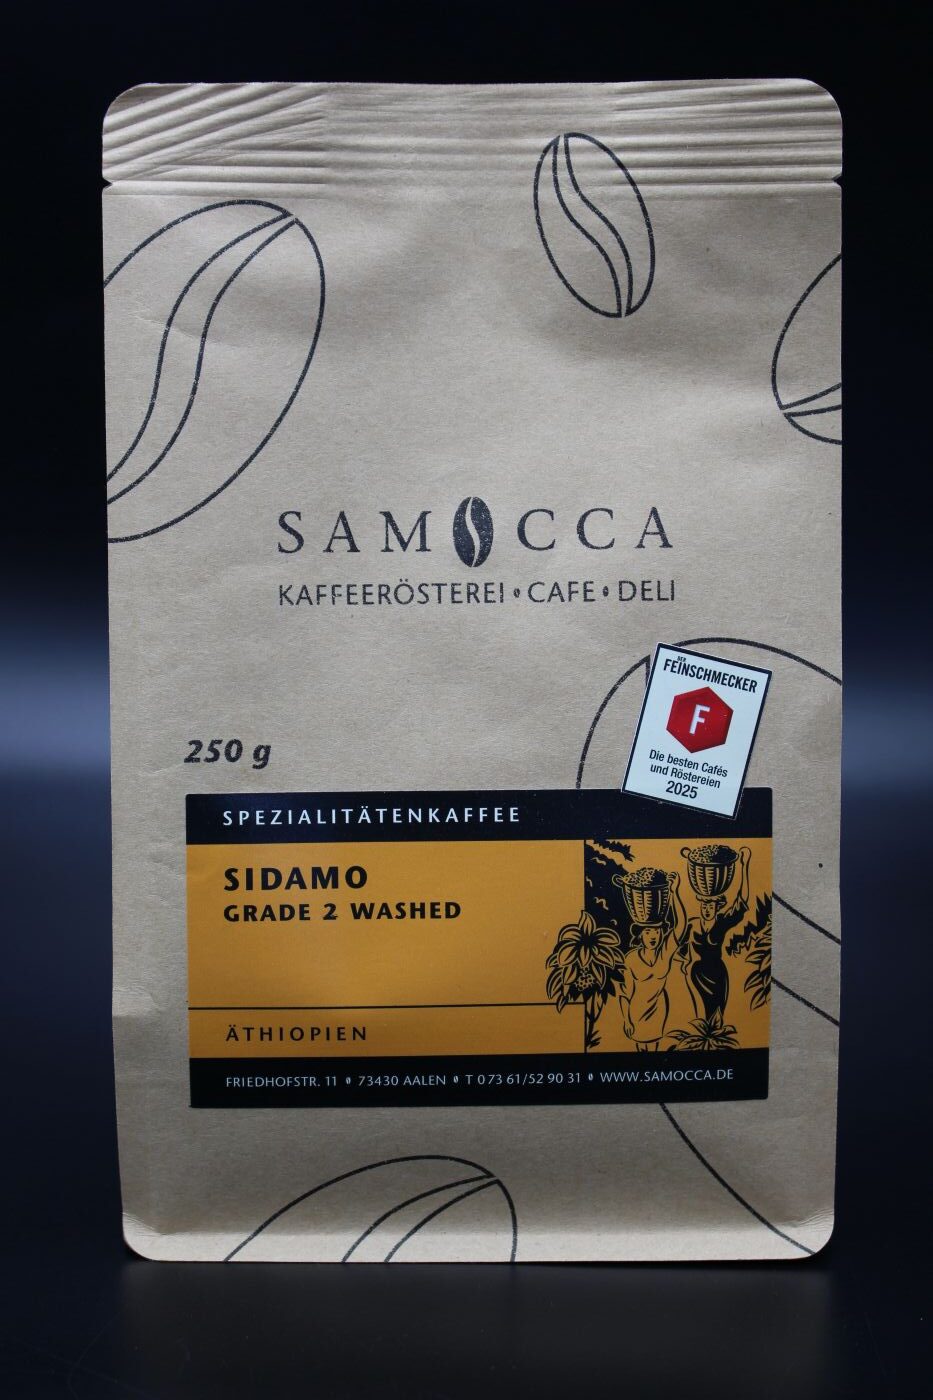 SAMOCCA
KAFFEERÖSTEREI • CAFE • DELI
DER
FEINSCHMECKER
F
Die besten Cafés
und Röstereien
2025
250 g
SPEZIALITÄTENKAFFEE
SIDAMO
GRADE 2 WASHED
ÄTHIOPIEN
FRIEDHOFSTR. 11 • 73430 AALEN • T 0 73 61/52 90 31 • WWW.SAMOCCA.DE